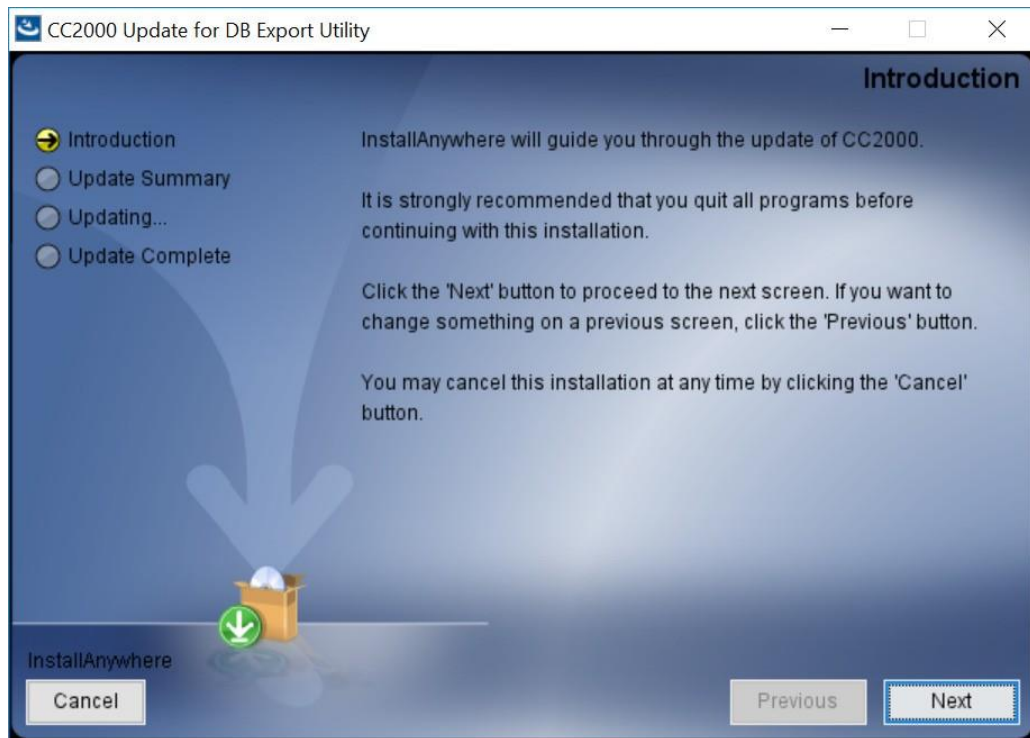 CC2000 Update for DB Export Utility
Introduction
Introduction
Update Summary
Updating...
Update Complete
InstallAnywhere will guide you through the update of CC2000.
It is strongly recommended that you quit all programs before
continuing with this installation.
Click the 'Next' button to proceed to the next screen. If you want to
change something on a previous screen, click the 'Previous' button.
You may cancel this installation at any time by clicking the 'Cancel'
button.
InstallAnywhere
Cancel
Previous
Next